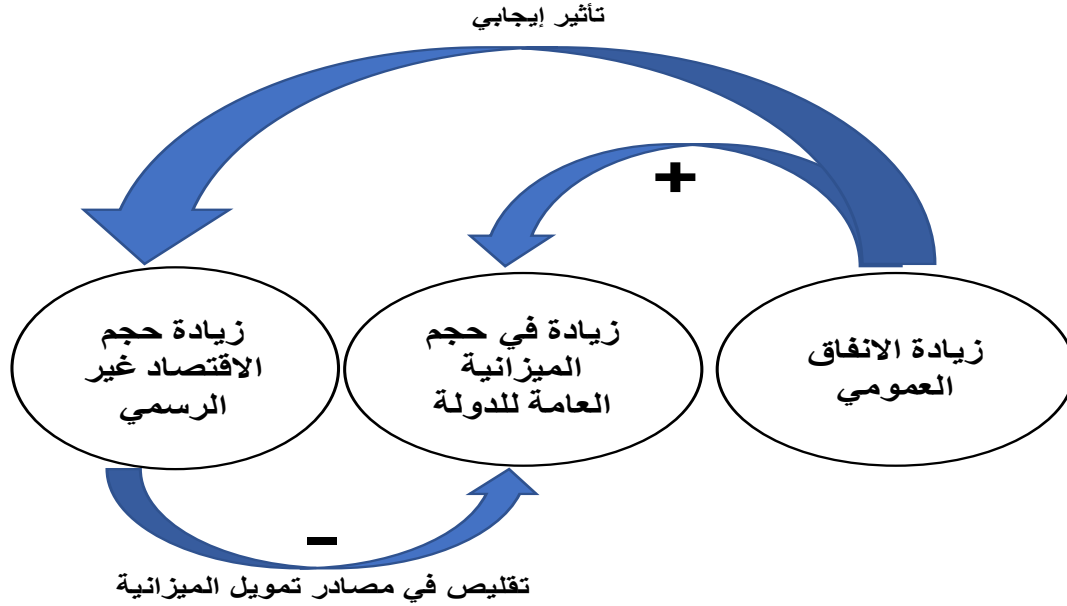 تأثير إيجابي
+
زيادة الانفاق
العمومي
زيادة في حجم
الميزانية
العامة للدولة
زيادة حجم
الاقتصاد غير
الرسمي
-
تقليص في مصادر تمويل الميزانية